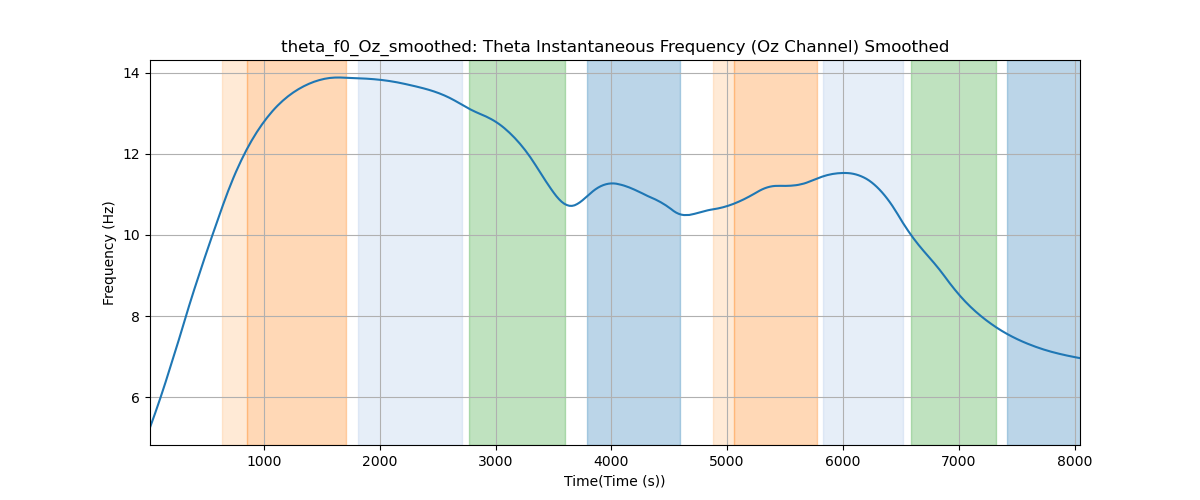 theta_f0_Oz_smoothed: Theta Instantaneous Frequency (Oz Channel) Smoothed
14
12
10
8
6
Frequency (Hz)
1000 2000 3000 4000 5000 6000 7000 8000
Time(Time (s))